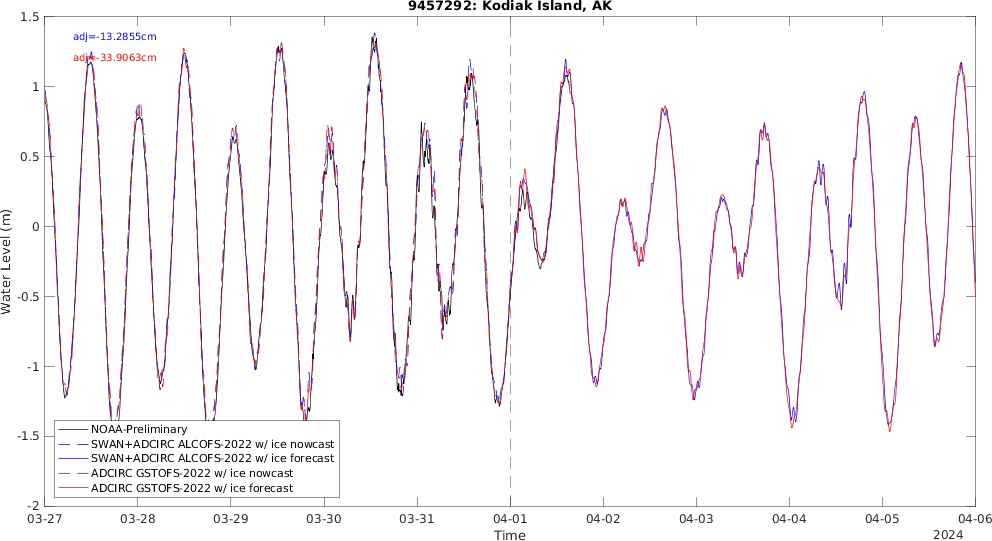 9457292: Kodiak Island, AK
adj=-13.2855cm
adj=-33.9063cm
1.5
1
0.5
0
-0.5
-1
-1.5
-2
Water Level (m)
NOAA-Preliminary
SWAN+ADCIRC ALCOFS-2022 w/ ice nowcast
SWAN+ADCIRC ALCOFS-2022 w/ ice forecast
ADCIRC GSTOFS-2022 w/ ice nowcast
ADCIRC GSTOFS-2022 w/ ice forecast
03-27 03-28 03-29 03-30 03-31 04-01 04-02 04-03 04-04 04-05 04-06
Time
2024